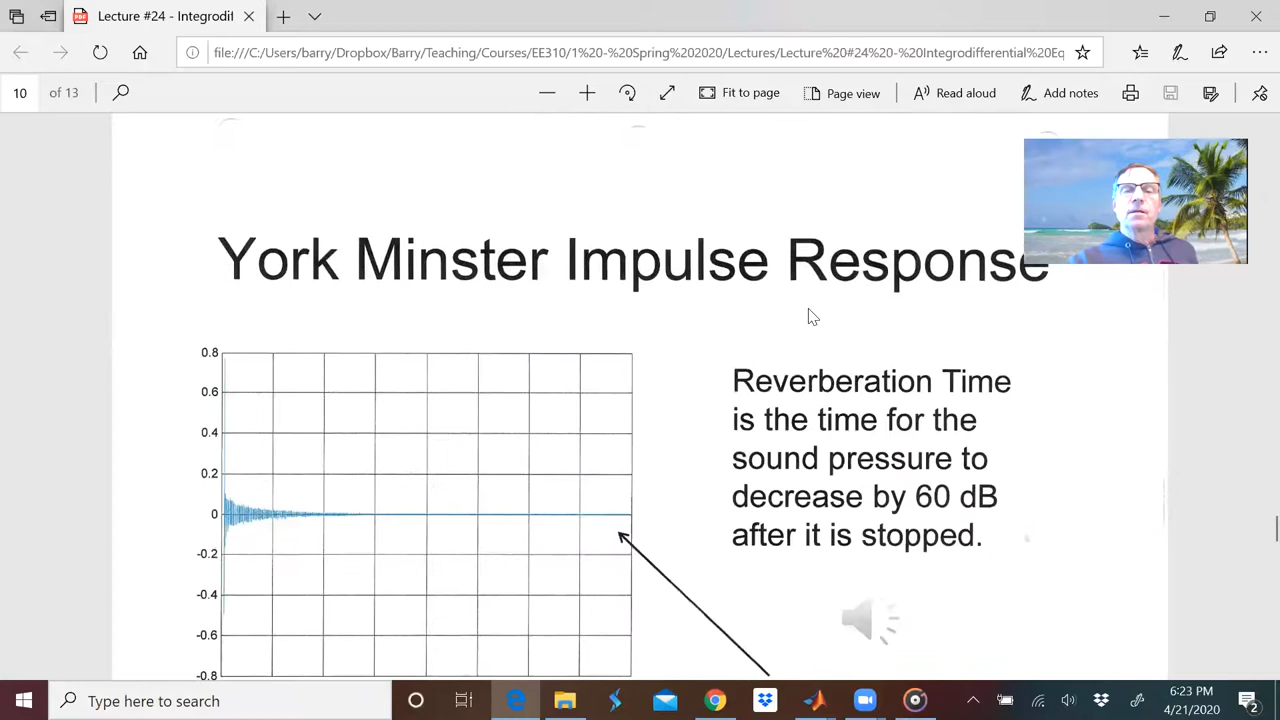 Lecture #24 - Integrodif
file:///C:/Users/barry/Dropbox/Barry/Teaching/Courses/EE310/1%20-%20Spring%202020/Lectures/Lecture%20#24%20-%20Integrodifferential%20Eq
10 of 13
Fit to page
Page view
Read aloud
Add notes
York Minster Impulse Response
0.8
0.6
0.4
0.2
0
-0.2
-0.4
-0.6
-0.8
Reverberation Time
is the time for the
sound pressure to
decrease by 60 dB
after it is stopped.
Type here to search
6:23 PM
4/21/2020
2